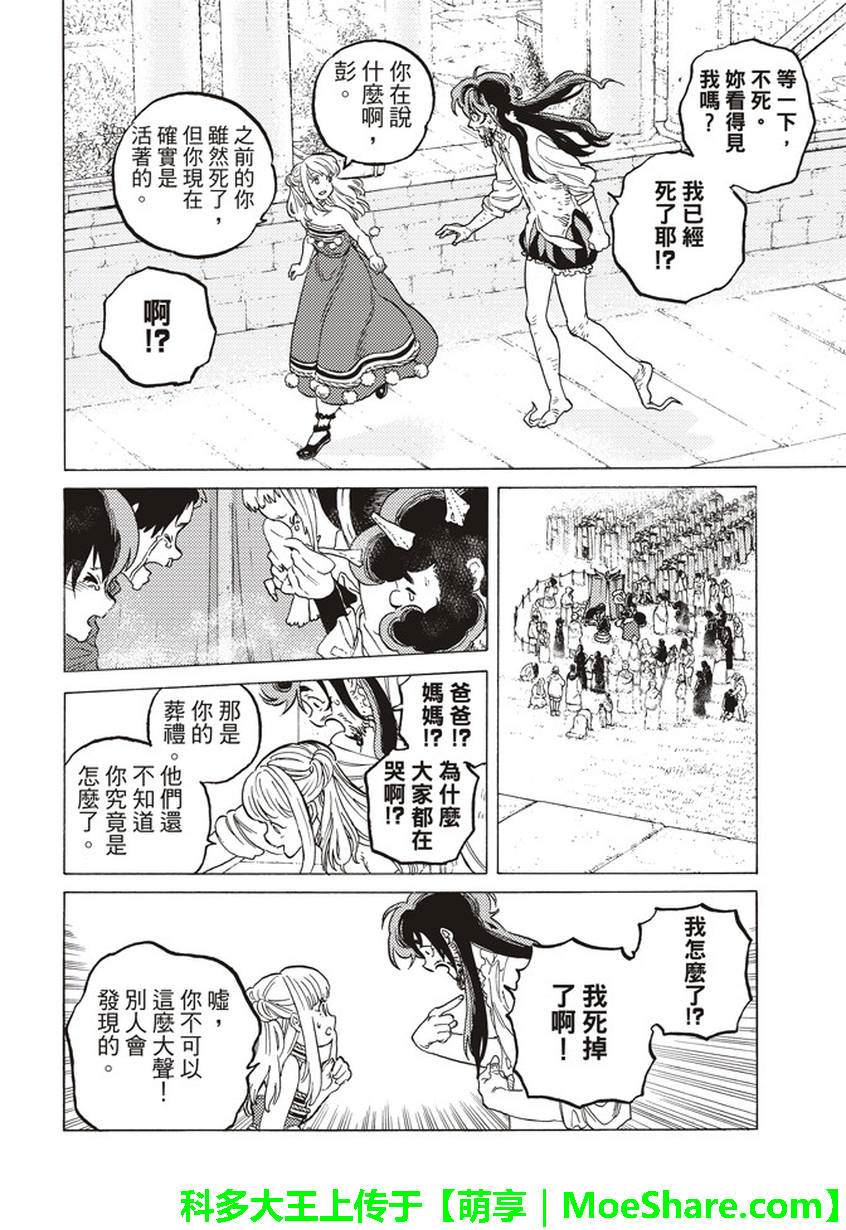 等一下，
不死。
妳看得見
我嗎？
我已經
死了耶!?
你在說
什麼啊，
彭。
之前的你
雖然死了，
但你現在
確實是
活著的。
啊!?
爸爸!?
媽媽!?
為什麼
大家都在
哭啊!?
那是
你的
葬禮。他們還
不知道
你究竟是
怎麼了。
我怎麼了!?
我死掉
了啊！
噓，
你不可以
這麼大聲！
別人會
發現的。
科多大王上传于【萌享｜MoeShare.com】